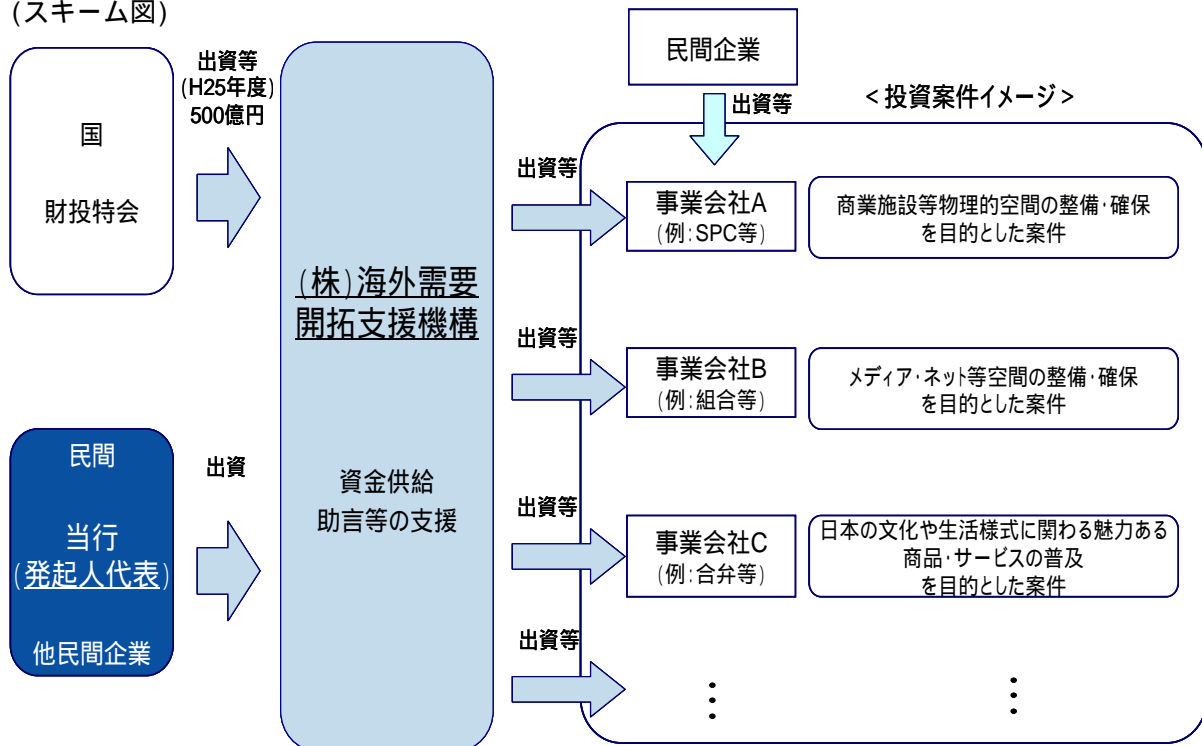 (スキーム図)
国
財投特会
出資等
(H25年度)
500億円
民間
当行
(発起人代表)
他民間企業
出資
(株)海外需要
開拓支援機構
資金供給
助言等の支援
民間企業
出資等
<投資案件イメージ>
出資等
事業会社A
(例:SPC等)
商業施設等物理的空間の整備・確保
を目的とした案件
出資等
事業会社B
(例:組合等)
メディア・ネット等空間の整備・確保
を目的とした案件
出資等
事業会社C
(例:合弁等)
日本の文化や生活様式に関わる魅力ある
商品・サービスの普及
を目的とした案件
出資等